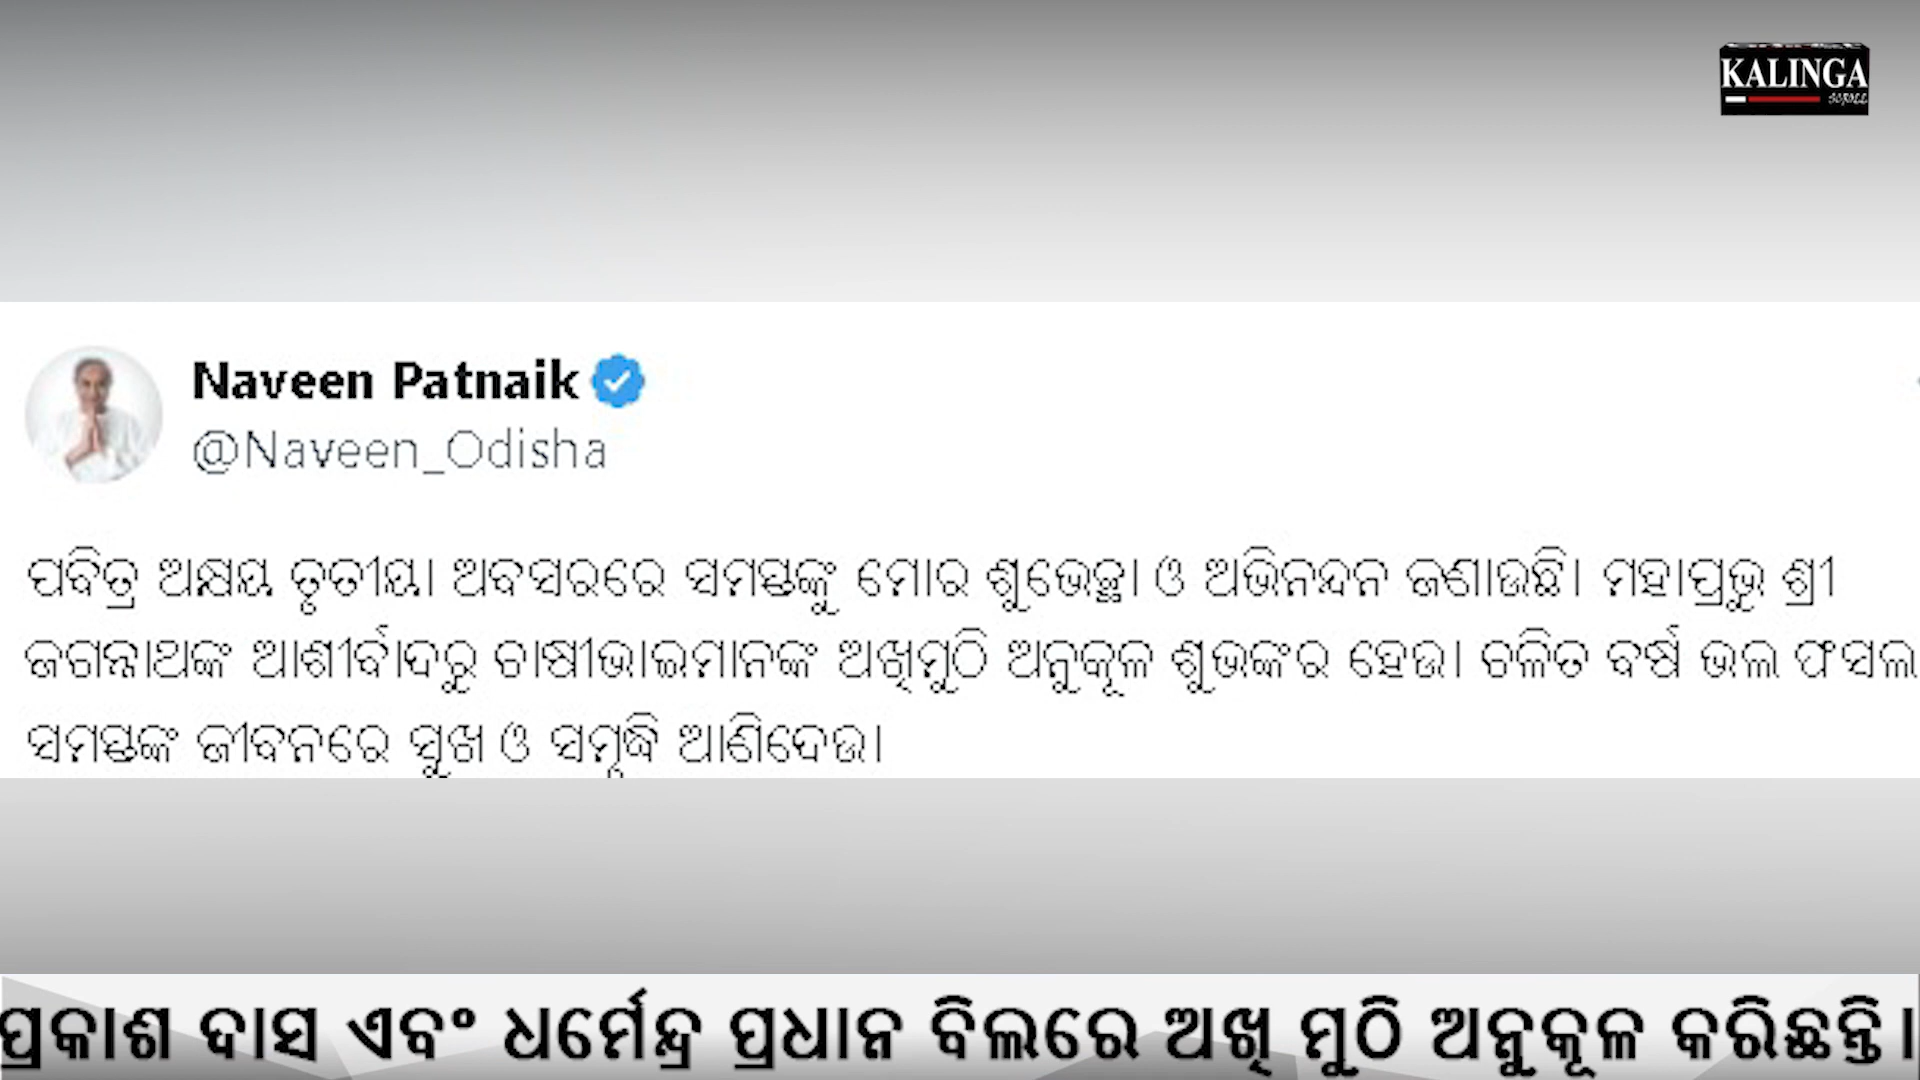 KALINGA
SCROLL
Naveen Patnaik
@Naveen_Odisha
ପବିତ୍ର ଅକ୍ଷୟ ତୃତୀୟା ଅବସରରେ ସମସ୍ତଙ୍କୁ ମୋର ଶୁଭେଚ୍ଛା ଓ ଅଭିନନ୍ଦନ ଜଣାଉଛି। ମହାପ୍ରଭୁ ଶ୍ରୀ
ଜଗନ୍ନାଥଙ୍କ ଆଶୀର୍ବାଦରୁ ଚାଷୀଭାଇମାନଙ୍କ ଅଖିମୁଠି ଅନୁକୂଳ ଶୁଭଙ୍କର ହେଉ। ଚଳିତ ବର୍ଷ ଭଲ ଫସଲ
ସମସ୍ତଙ୍କ ଜୀବନରେ ସୁଖ ଓ ସମୃଦ୍ଧି ଆଣିଦେଉ।
ପ୍ରକାଶ ଦାସ ଏବଂ ଧର୍ମେନ୍ଦ୍ର ପ୍ରଧାନ ବିଲରେ ଅଖି ମୁଠି ଅନୁକୂଳ କରିଛନ୍ତି।